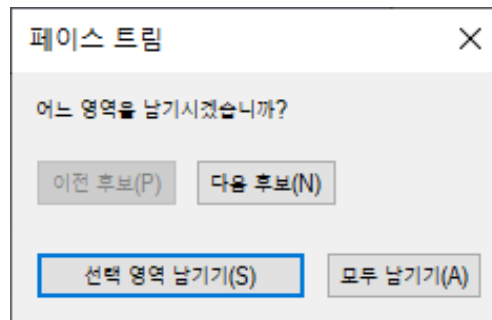 페이스 트림
어느 영역을 남기시겠습니까?
이전 후보(P) 다음 후보(N)
선택 영역 남기기(S) 모두 남기기(A)